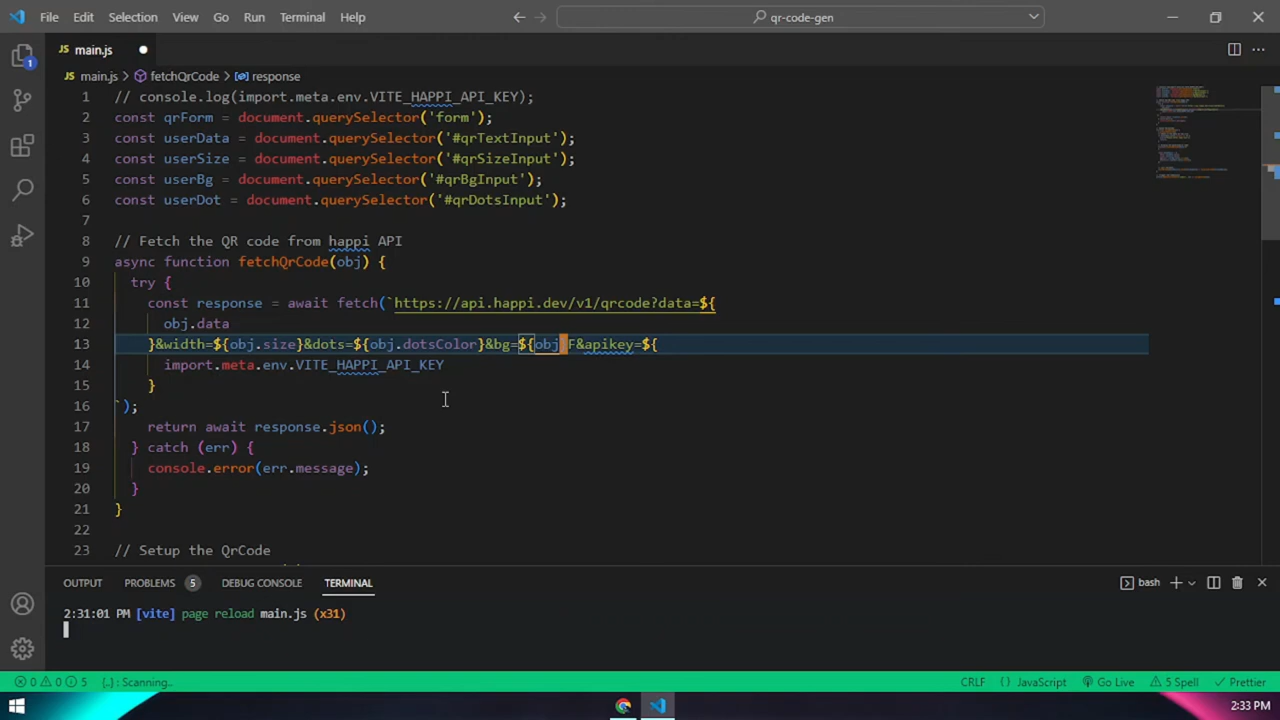 File Edit Selection View Go Run Terminal Help
qr-code-gen
1
JS main.js
JS main.js > fetchQrCode > response
1 // console.log(import.meta.env.VITE_HAPPI_API_KEY);
2 const qrForm = document.querySelector('form');
3 const userData = document.querySelector('#qrTextInput');
4 const userSize = document.querySelector('#qrSizeInput');
5 const userBg = document.querySelector('#qrBgInput');
6 const userDot = document.querySelector('#qrDotsInput');
7
8 // Fetch the QR code from happi API
9 async function fetchQrCode(obj) {
10 try {
11 const response = await fetch(`https://api.happi.dev/v1/qrcode?data=${
12 obj.data
13 }&width=${obj.size}&dots=${obj.dotsColor}&bg=${obj}F&apikey=${
14 import.meta.env.VITE_HAPPI_API_KEY
15 }
16 `);
17 return await response.json();
18 } catch (err) {
19 console.error(err.message);
20 }
21 }
22
23 // Setup the QrCode
OUTPUT PROBLEMS 5 DEBUG CONSOLE TERMINAL
bash
2:31:01 PM [vite] page reload main.js (x31)
0 0 5 {..}: Scanning.. CRLF {} JavaScript Go Live 5 Spell Prettier
2:33 PM